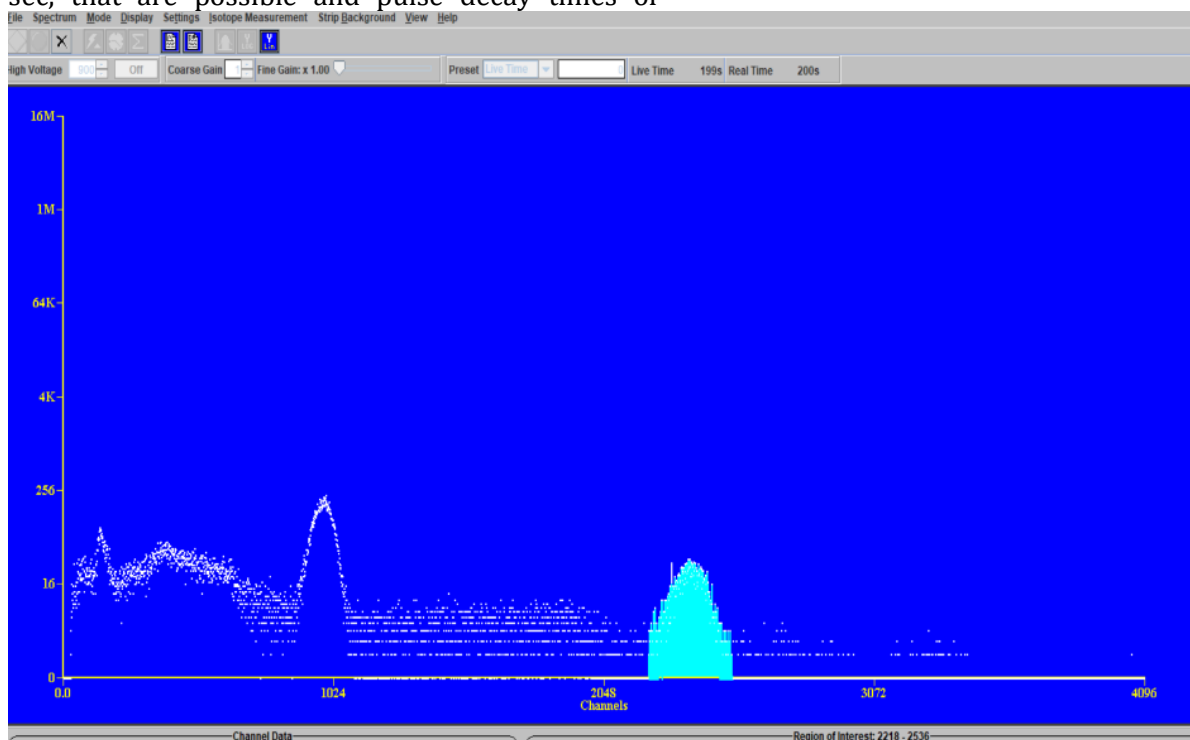 sec, that are possible and pulse decay times of
File Spectrum Mode Display Settings Isotope Measurement Strip Background View Help
High Voltage 900 Off Coarse Gain 1 Fine Gain: x 1.00 Preset Live Time 0 Live Time 199s Real Time 200s
16M
1M
64K
4K
256
16
0
0.0 1024 2048 3072 4096
Channels
Channel Data Region of Interest: 2218 - 2536